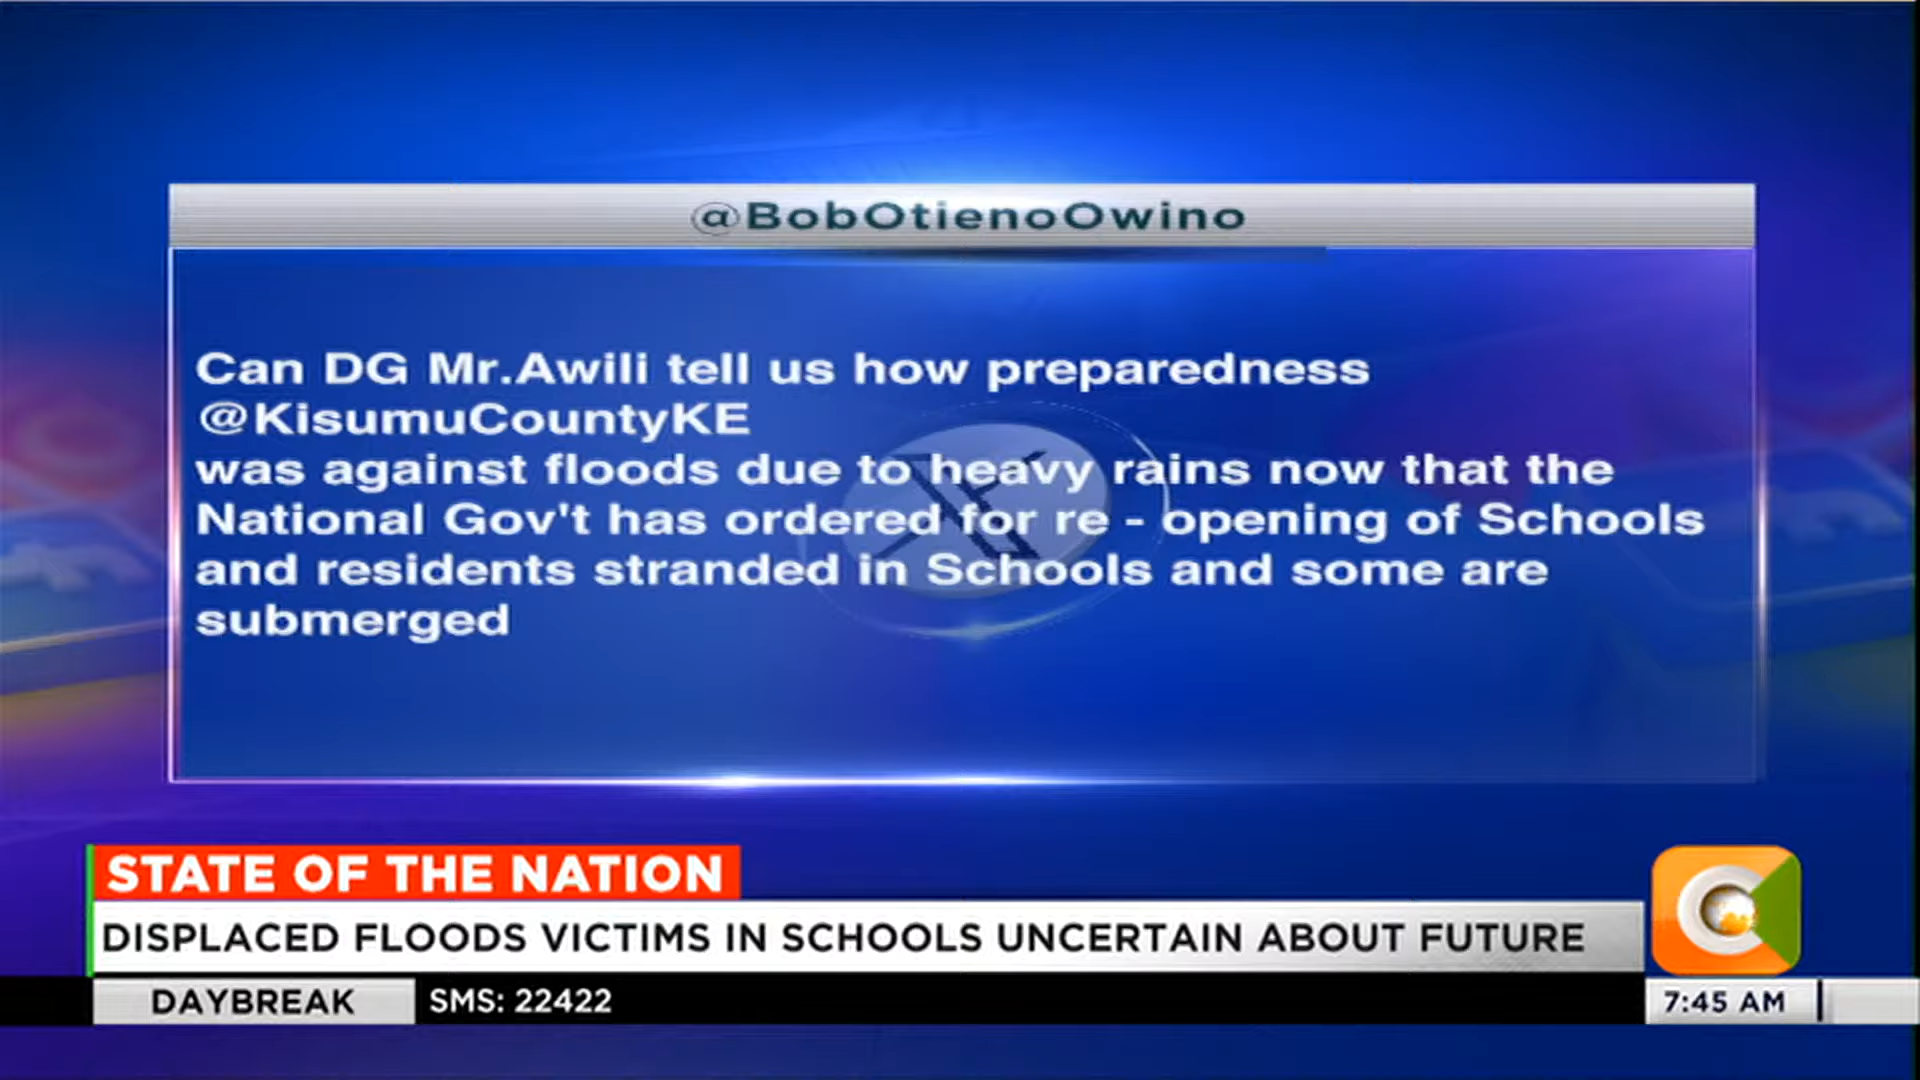 @BobOtienoOwino
Can DG Mr.Awili tell us how preparedness
@KisumuCountyKE
was against floods due to heavy rains now that the
National Gov't has ordered for re - opening of Schools
and residents stranded in Schools and some are
submerged
STATE OF THE NATION
DISPLACED FLOODS VICTIMS IN SCHOOLS UNCERTAIN ABOUT FUTURE
DAYBREAK
SMS: 22422
7:45 AM